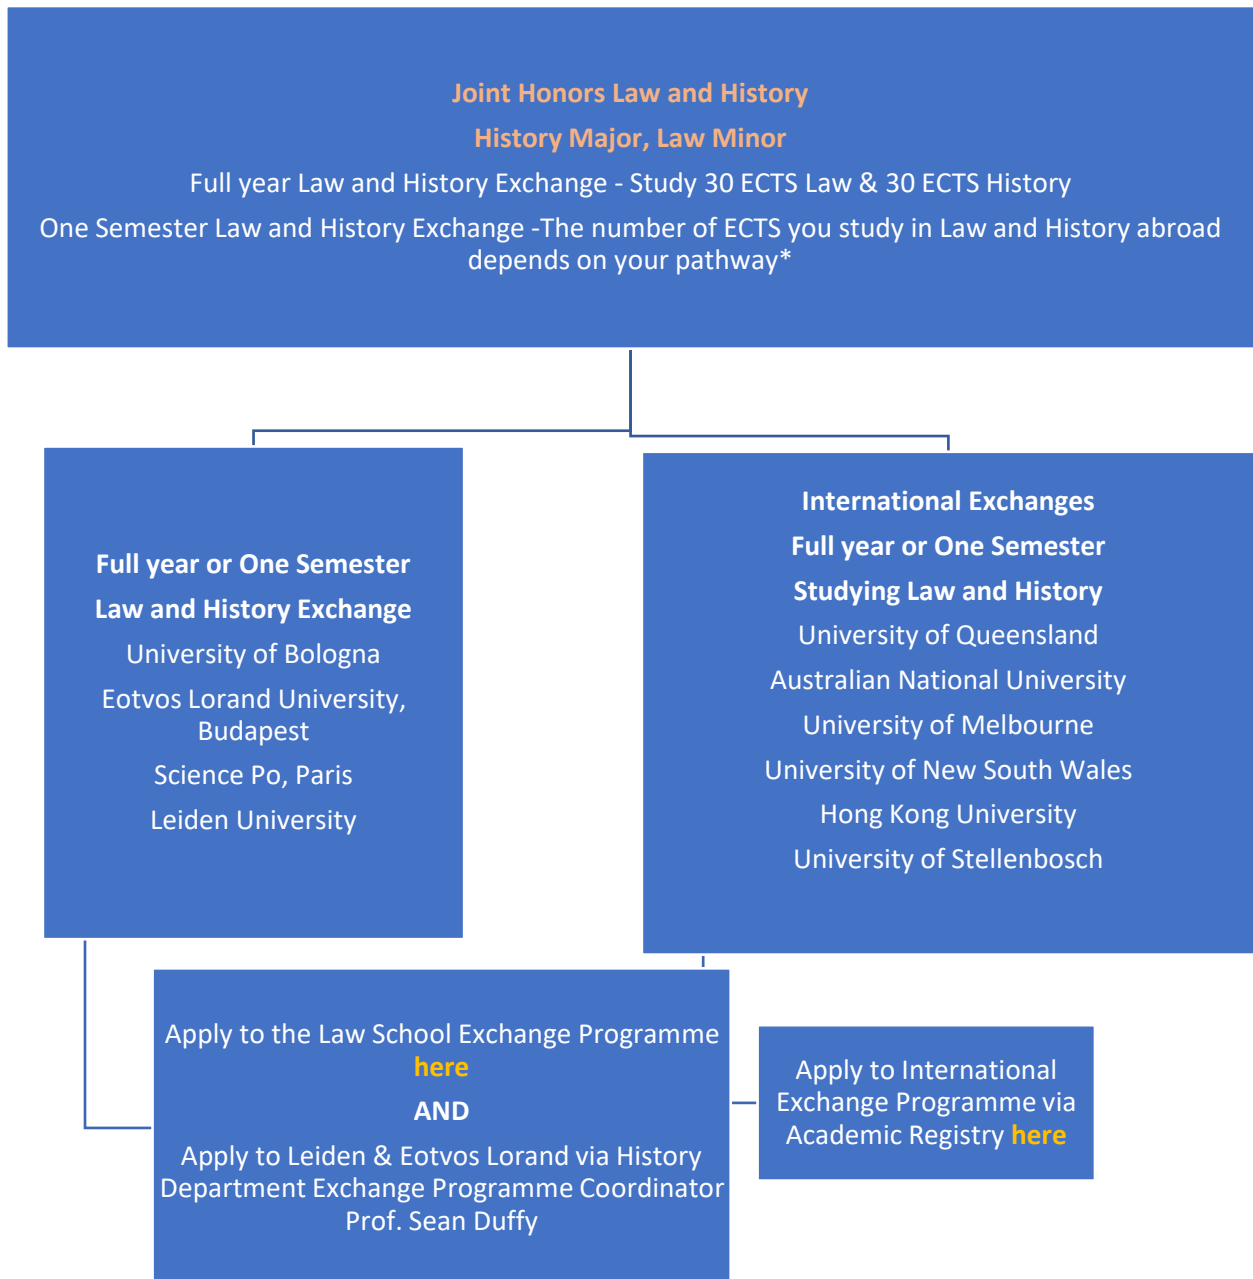 Joint Honors Law and History
History Major, Law Minor
Full year Law and History Exchange - Study 30 ECTS Law & 30 ECTS History
One Semester Law and History Exchange -The number of ECTS you study in Law and History abroad
depends on your pathway*
Full year or One Semester
Law and History Exchange
University of Bologna
Eotvos Lorand University,
Budapest
Science Po, Paris
Leiden University
International Exchanges
Full year or One Semester
Studying Law and History
University of Queensland
Australian National University
University of Melbourne
University of New South Wales
Hong Kong University
University of Stellenbosch
Apply to the Law School Exchange Programme
here
AND
Apply to Leiden & Eotvos Lorand via History
Department Exchange Programme Coordinator
Prof. Sean Duffy
Apply to International
Exchange Programme via
Academic Registry here